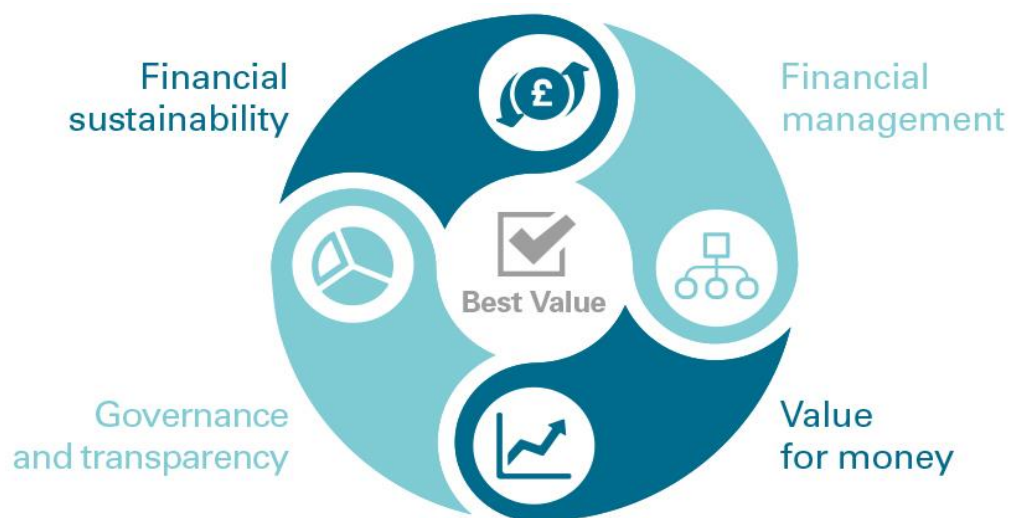 Financial
sustainability
Financial
management
£
Best Value
Governance
and transparency
Value
for money